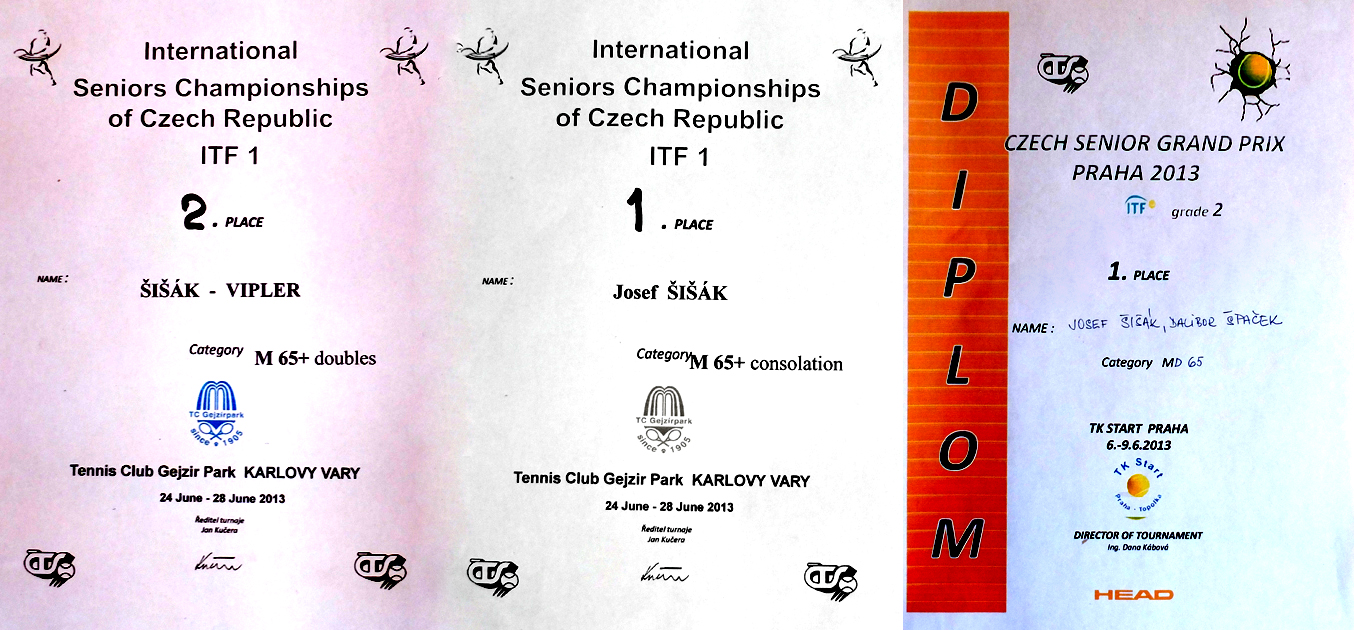 International
Seniors Championships
of Czech Republic
ITF 1
2. PLACE
NAME:
ŠIŠÁK - VIPLER
Category M 65+ doubles
TC Gejzírpark
since 1905
Tennis Club Gejzir Park KARLOVY VARY
24 June - 28 June 2013
Ředitel turnaje
Jan Kučera
International
Seniors Championships
of Czech Republic
ITF 1
1. PLACE
NAME:
Josef ŠIŠÁK
Category M 65+ consolation
TC Gejzírpark
since 1905
Tennis Club Gejzir Park KARLOVY VARY
24 June - 28 June 2013
Ředitel turnaje
Jan Kučera
DIPLOM
CZECH SENIOR GRAND PRIX
PRAHA 2013
ITF grade 2
1. PLACE
NAME: JOSEF ŠIŠÁK, DALIBOR ŠPAČEK
Category MD 65
TK START PRAHA
6.-9.6.2013
TK Start
Praha - Topolka
DIRECTOR OF TOURNAMENT
Ing. Dana Kábová
HEAD